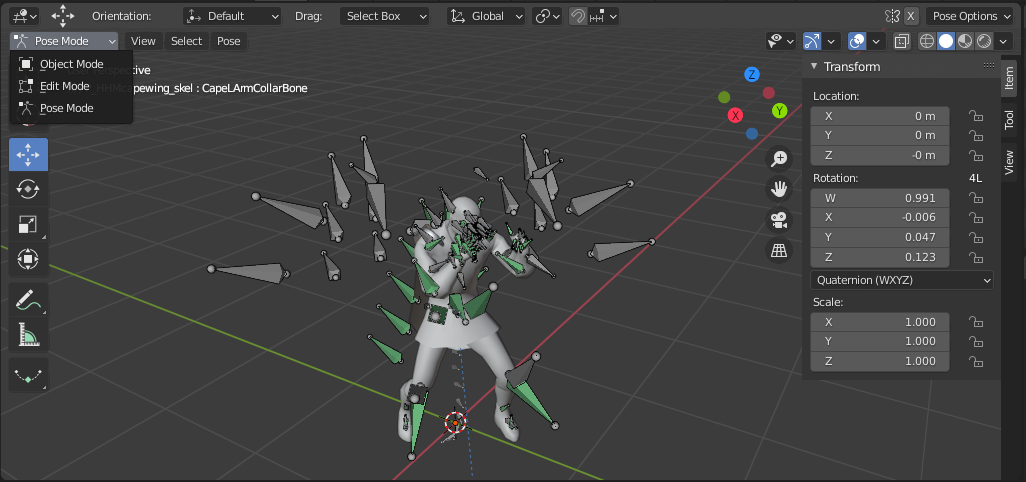 Orientation: Default Drag: Select Box Global X Pose Options
Pose Mode View Select Pose
Object Mode
Edit Mode
Pose Mode
pective
pewing_skel : CapeLArmCollarBone
Z
Y
X
Transform
Location:
X 0 m
Y 0 m
Z -0 m
Rotation: 4L
W 0.991
X -0.006
Y 0.047
Z 0.123
Quaternion (WXYZ)
Scale:
X 1.000
Y 1.000
Z 1.000
Item
Tool
View